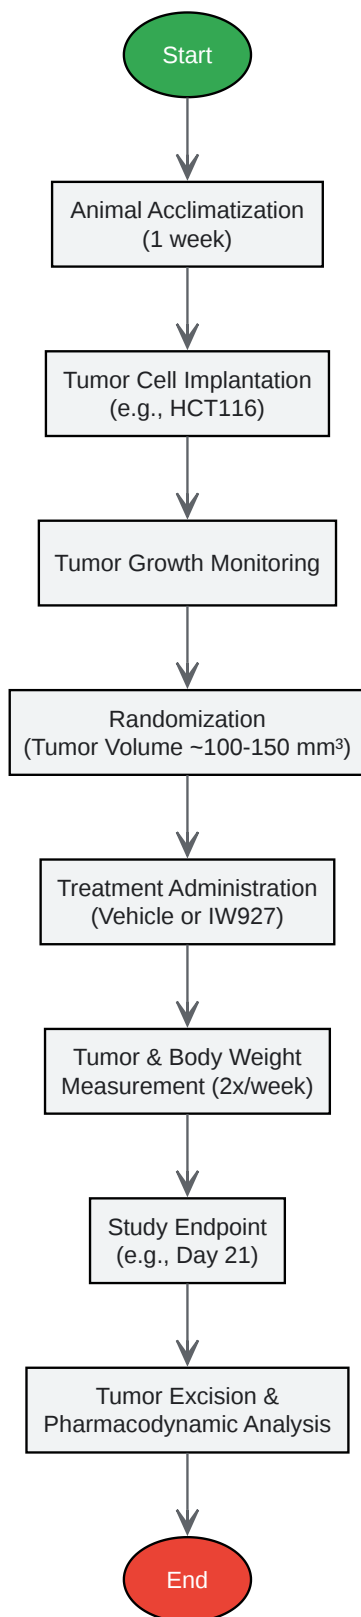 Start
Animal Acclimatization
(1 week)
Tumor Cell Implantation
(e.g., HCT116)
Tumor Growth Monitoring
Randomization
(Tumor Volume ~100-150 mm³)
Treatment Administration
(Vehicle or IW927)
Tumor & Body Weight
Measurement (2x/week)
Study Endpoint
(e.g., Day 21)
Tumor Excision &
Pharmacodynamic Analysis
End